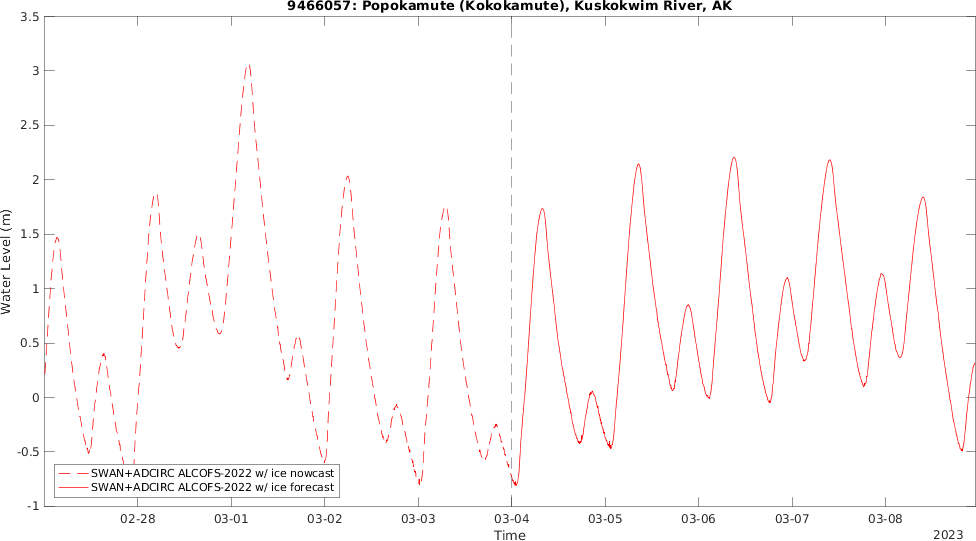 9466057: Popokamute (Kokokamute), Kuskokwim River, AK
3.5
3
2.5
2
1.5
1
0.5
0
-0.5
-1
Water Level (m)
SWAN+ADCIRC ALCOFS-2022 w/ ice nowcast
SWAN+ADCIRC ALCOFS-2022 w/ ice forecast
02-28 03-01 03-02 03-03 03-04 03-05 03-06 03-07 03-08
Time
2023